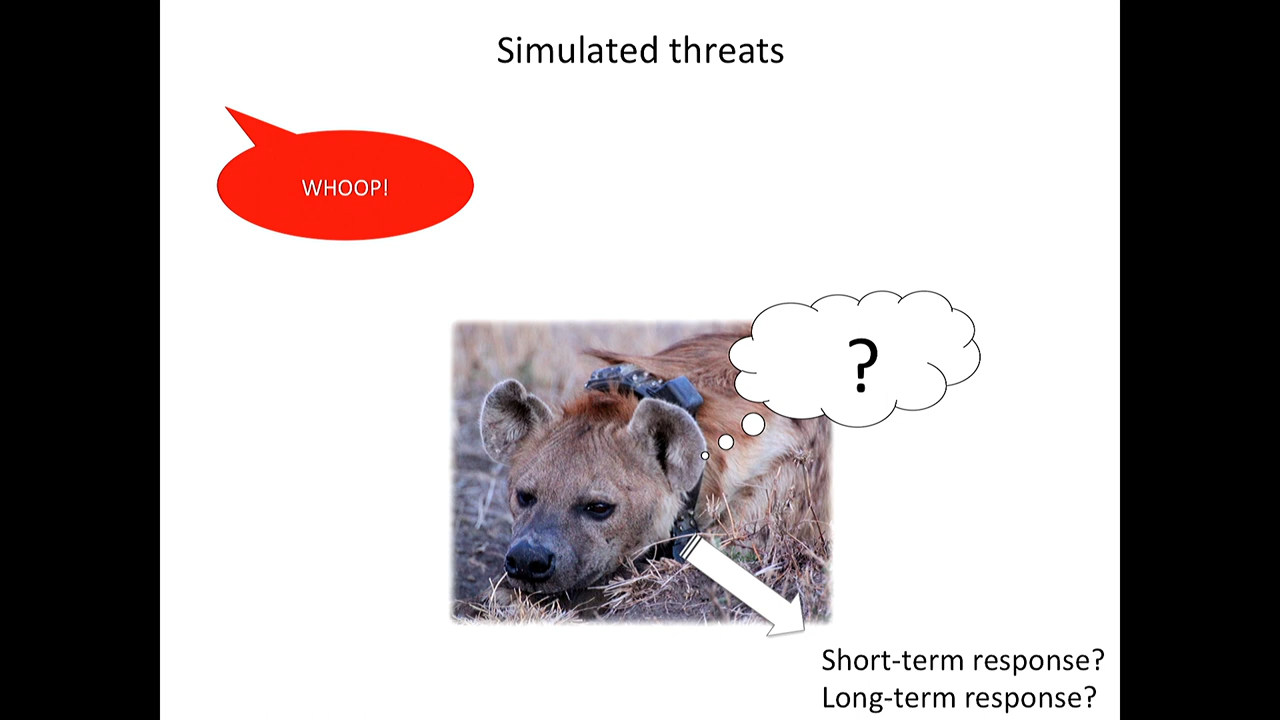 Simulated threats
WHOOP!
?
Short-term response?
Long-term response?